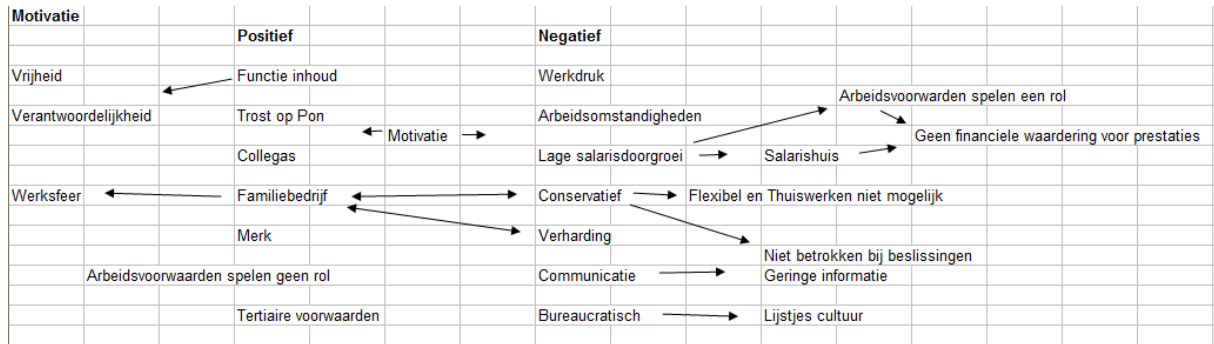 Motivatie
Positief Negatief
Vrijheid Functie inhoud Werkdruk
Arbeidsvoorwarden spelen een rol
Verantwoordelijkheid Trost op Pon Arbeidsomstandigheden
Motivatie Geen financiele waardering voor prestaties
Collegas Lage salarisdoorgroei Salarishuis
Werksfeer Familiebedrijf Conservatief Flexibel en Thuiswerken niet mogelijk
Merk Verharding
Niet betrokken bij beslissingen
Arbeidsvoorwaarden spelen geen rol Communicatie Geringe informatie
Tertiaire voorwaarden Bureaucratisch Lijstjes cultuur